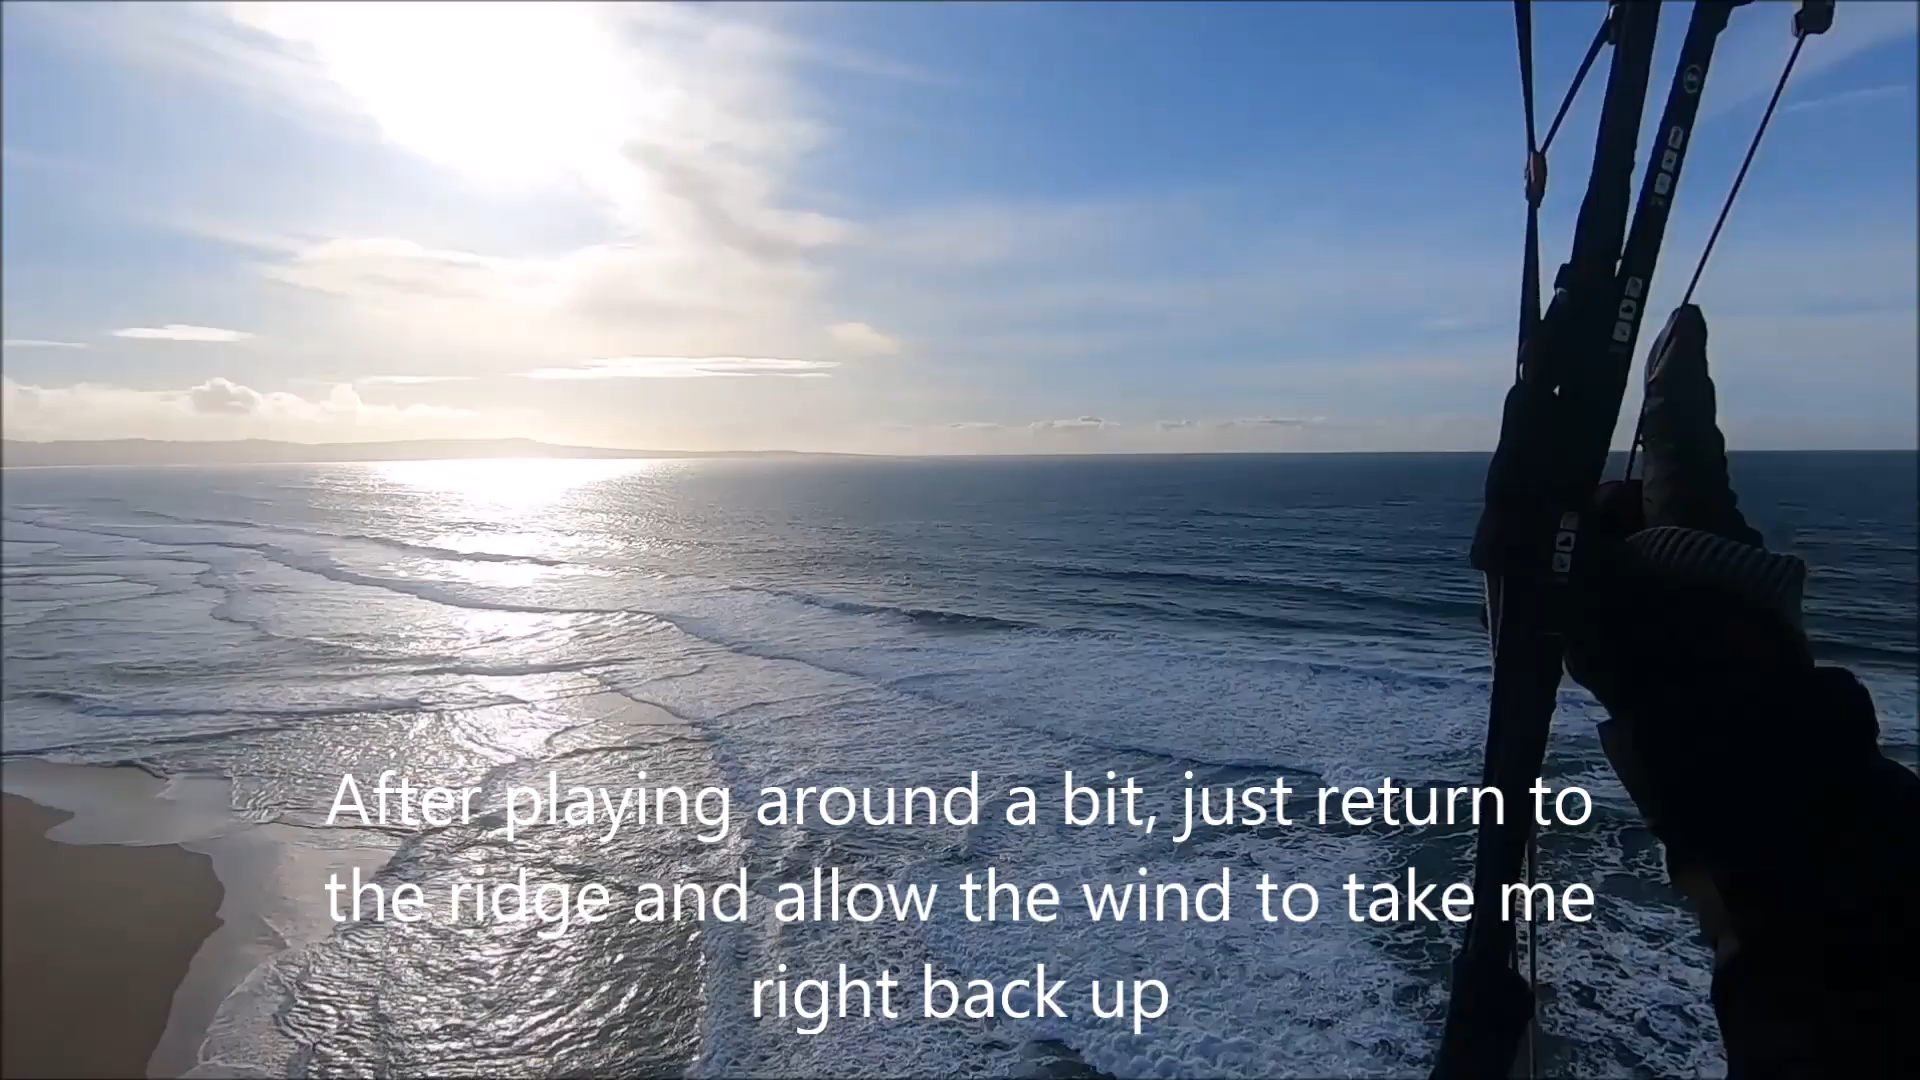 After playing around a bit, just return to
the ridge and allow the wind to take me
right back up